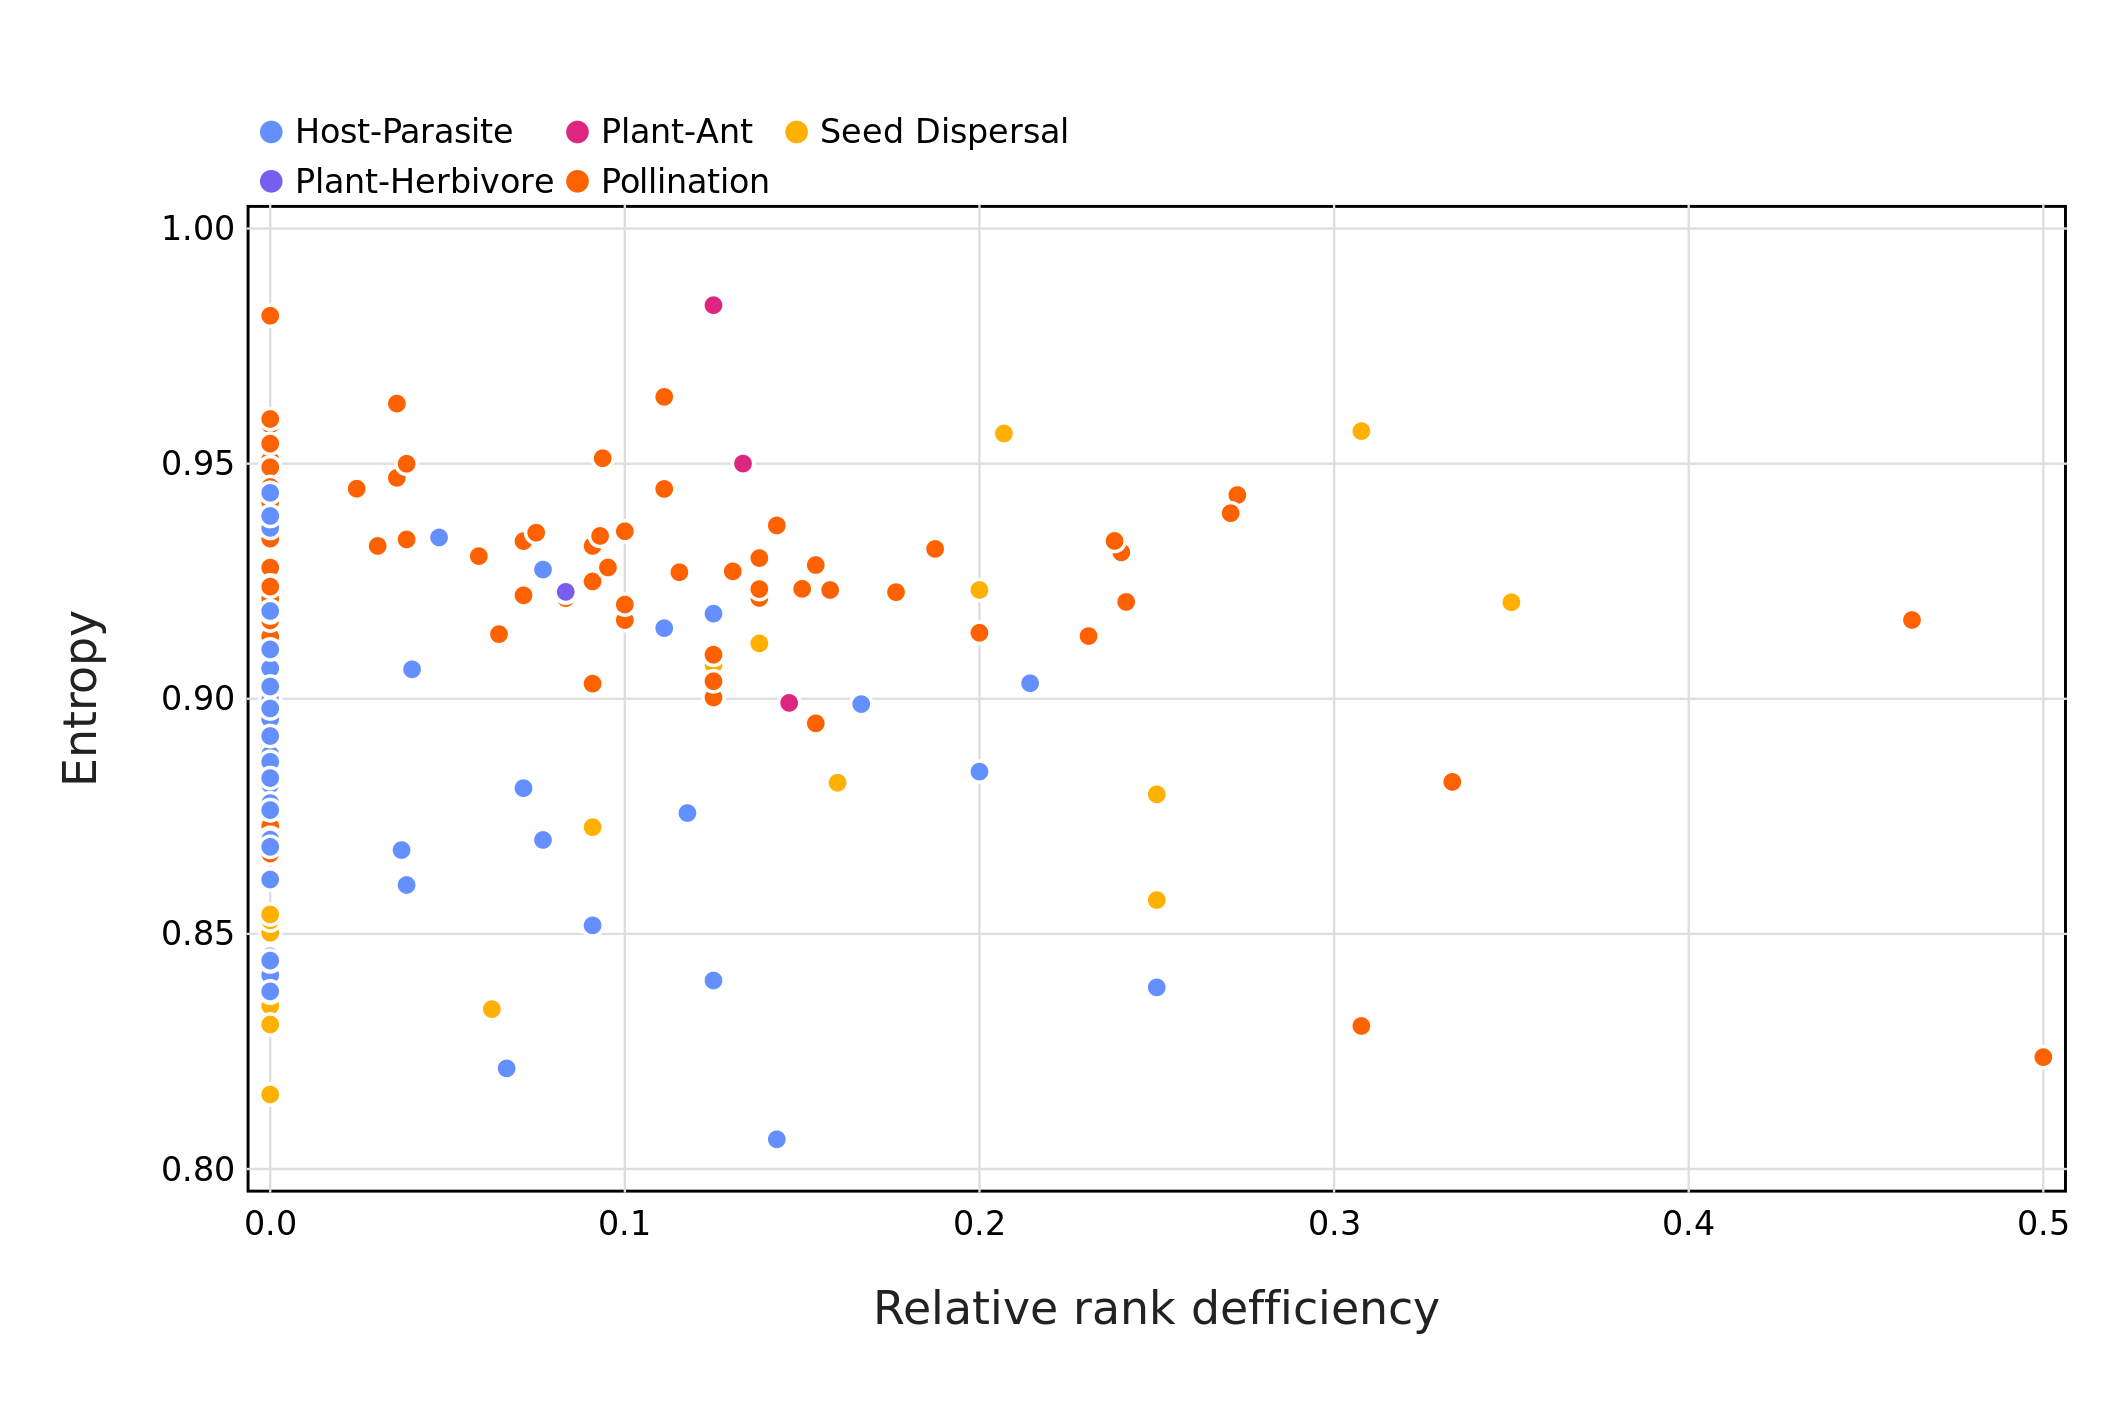 Host-Parasite Plant-Ant Seed Dispersal
Plant-Herbivore Pollination
1.00
0.95
0.90
0.85
0.80
Entropy
0.0 0.1 0.2 0.3 0.4 0.5
Relative rank defficiency